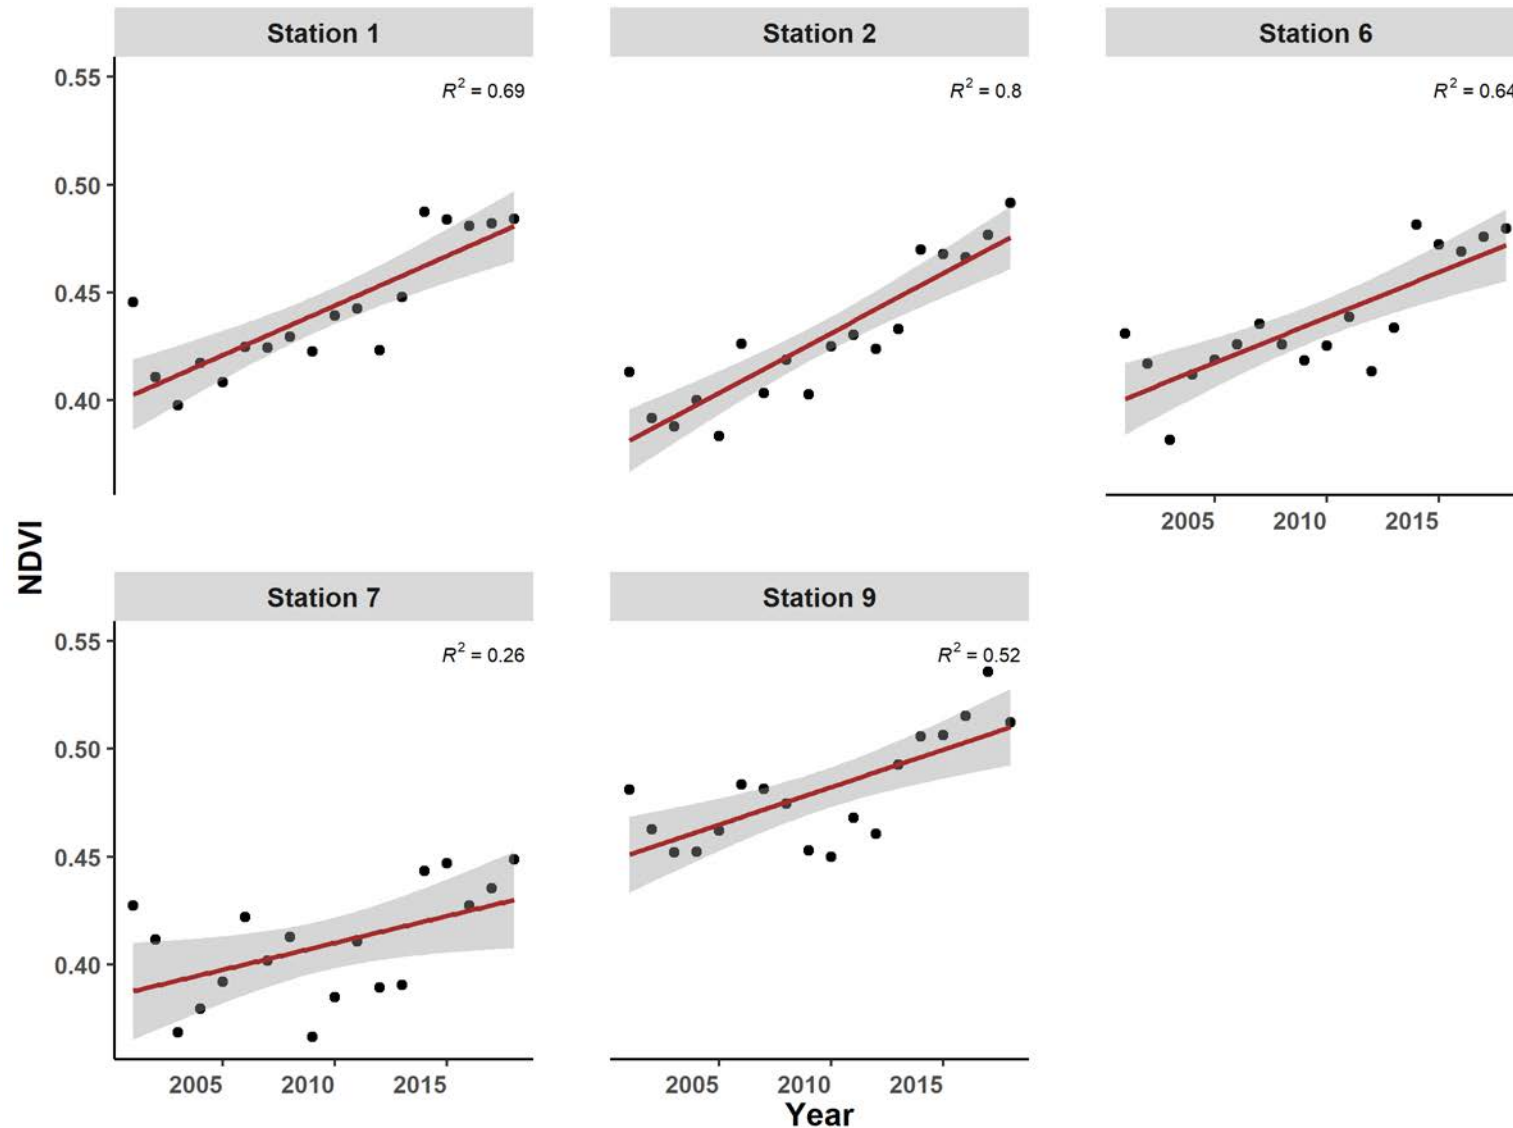 Station 1
Station 2
Station 6
R² = 0.69
R² = 0.8
R² = 0.64
0.55
0.50
0.45
0.40
2005 2010 2015
NDVI
Station 7
Station 9
R² = 0.26
R² = 0.52
0.55
0.50
0.45
0.40
2005 2010 2015
2005 2010 2015
Year